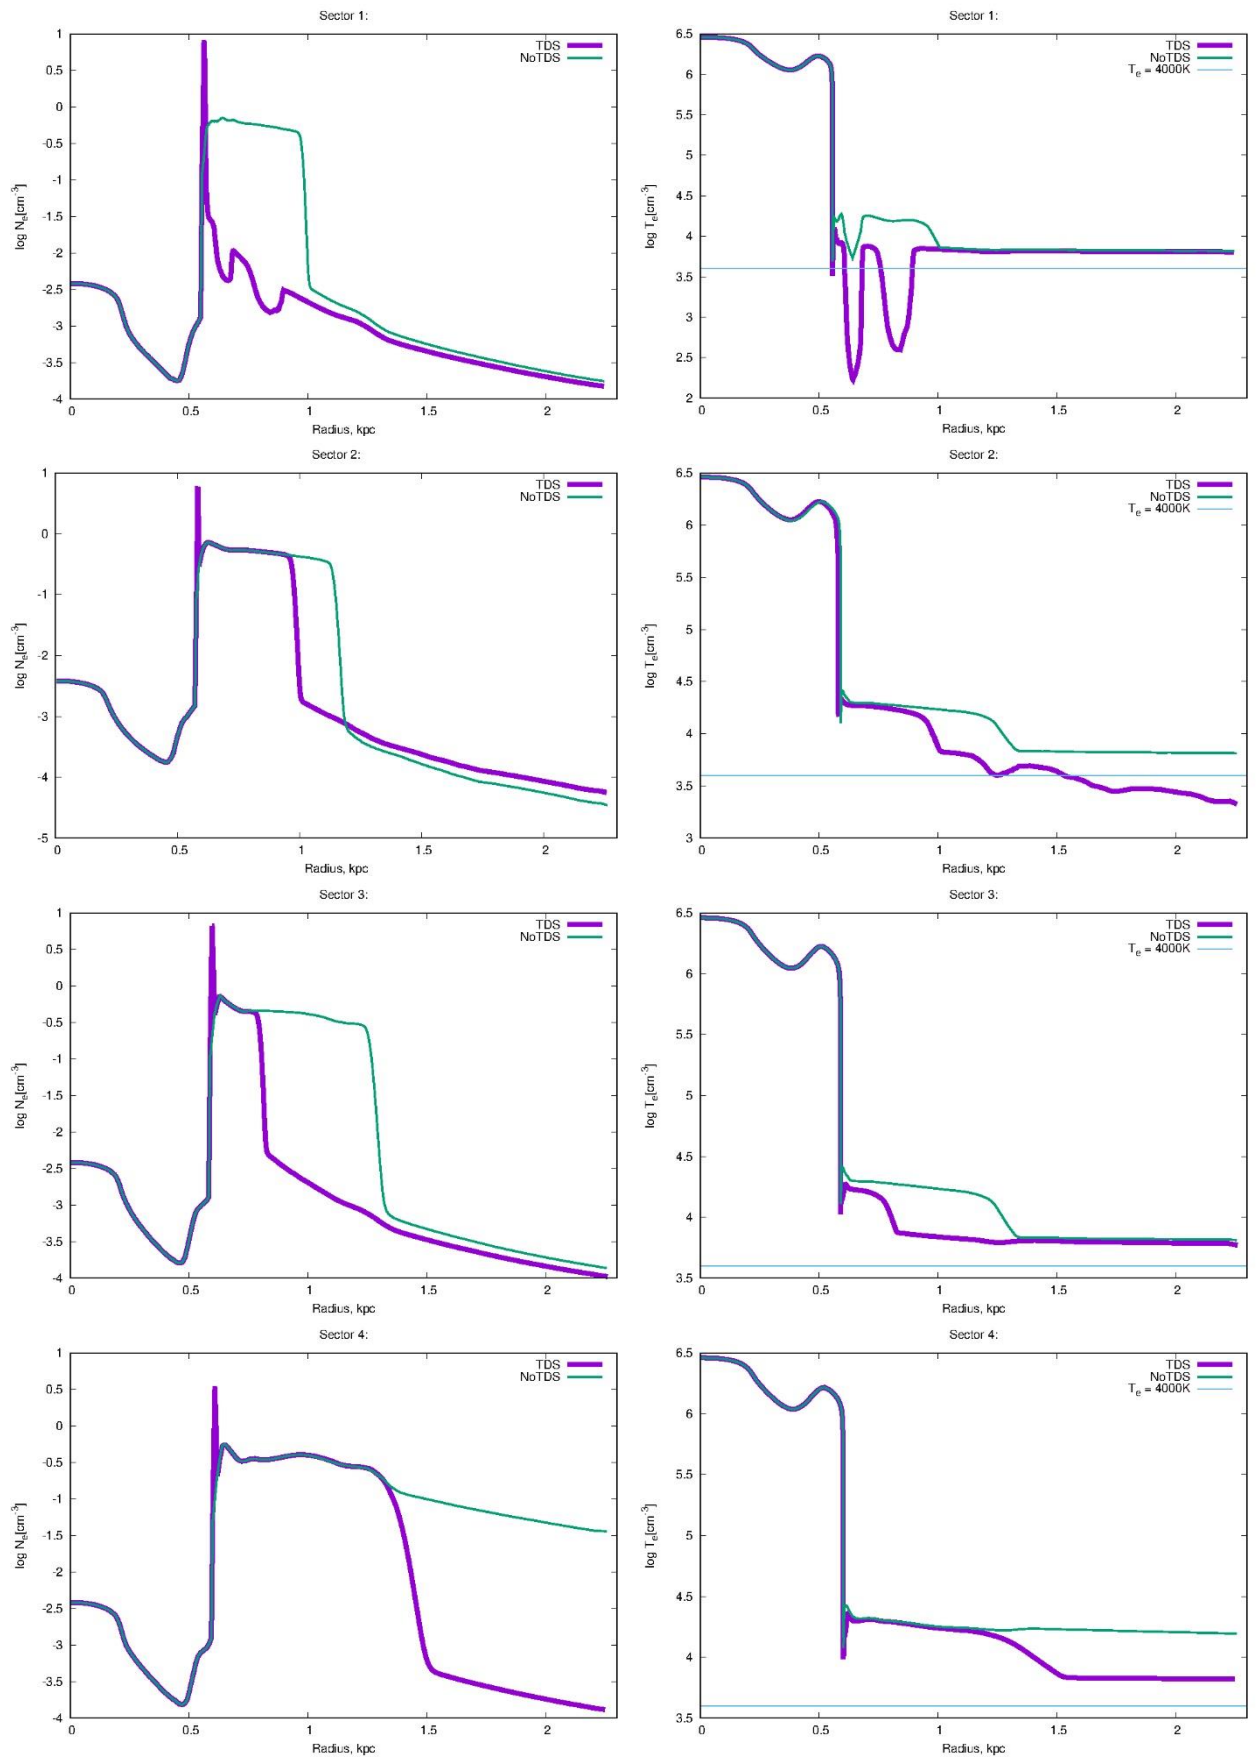 Sector 1:
1
0.5
0
-0.5
-1
-1.5
-2
-2.5
-3
-3.5
-4
log N_e[cm^-3]
TDS
NoTDS
0 0.5 1 1.5 2
Radius, kpc
Sector 1:
6.5
6
5.5
5
4.5
4
3.5
3
2.5
2
log T_e[cm^-3]
TDS
NoTDS
T_e = 4000K
0 0.5 1 1.5 2
Radius, kpc
Sector 2:
1
0
-1
-2
-3
-4
-5
log N_e[cm^-3]
TDS
NoTDS
0 0.5 1 1.5 2
Radius, kpc
Sector 2:
6.5
6
5.5
5
4.5
4
3.5
3
log T_e[cm^-3]
TDS
NoTDS
T_e = 4000K
0 0.5 1 1.5 2
Radius, kpc
Sector 3:
1
0.5
0
-0.5
-1
-1.5
-2
-2.5
-3
-3.5
-4
log N_e[cm^-3]
TDS
NoTDS
0 0.5 1 1.5 2
Radius, kpc
Sector 3:
6.5
6
5.5
5
4.5
4
3.5
log T_e[cm^-3]
TDS
NoTDS
T_e = 4000K
0 0.5 1 1.5 2
Radius, kpc
Sector 4:
1
0.5
0
-0.5
-1
-1.5
-2
-2.5
-3
-3.5
-4
log N_e[cm^-3]
TDS
NoTDS
0 0.5 1 1.5 2
Radius, kpc
Sector 4:
6.5
6
5.5
5
4.5
4
3.5
log T_e[cm^-3]
TDS
NoTDS
T_e = 4000K
0 0.5 1 1.5 2
Radius, kpc